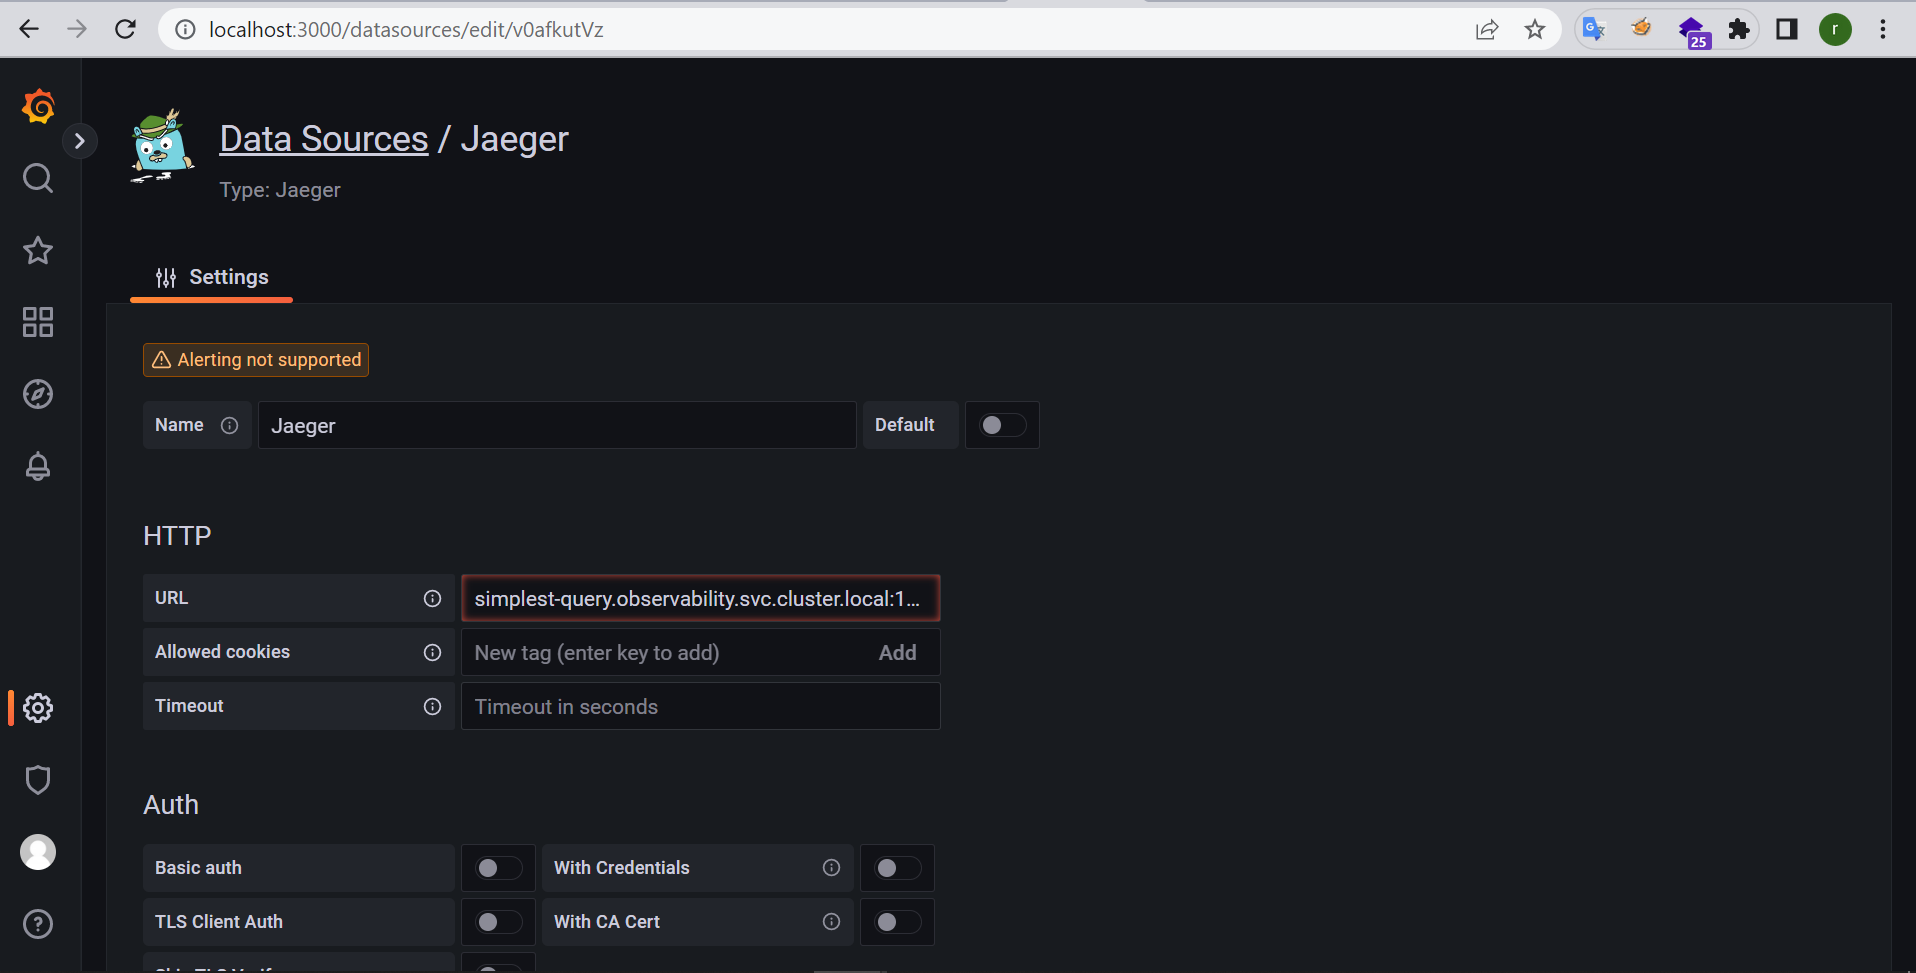 localhost:3000/datasources/edit/v0afkutVz
25
r
Data Sources / Jaeger
Type: Jaeger
Settings
Alerting not supported
Name
Jaeger
Default
HTTP
URL
simplest-query.observability.svc.cluster.local:1...
Allowed cookies
New tag (enter key to add)
Add
Timeout
Timeout in seconds
Auth
Basic auth
With Credentials
TLS Client Auth
With CA Cert